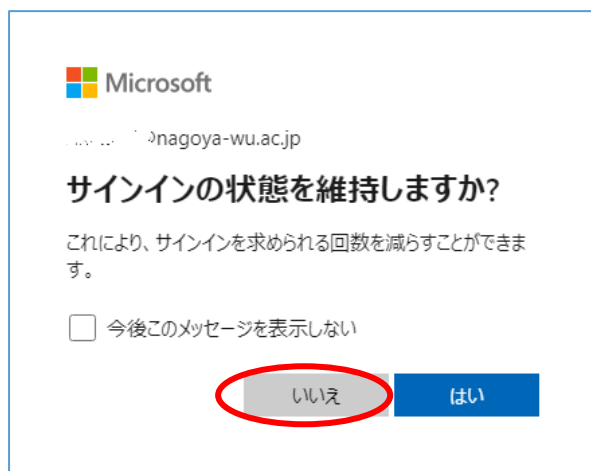 Microsoft
@nagoya-wu.ac.jp
サインインの状態を維持しますか?
これにより、サインインを求められる回数を減らすことができま
す。
今後このメッセージを表示しない
いいえ
はい